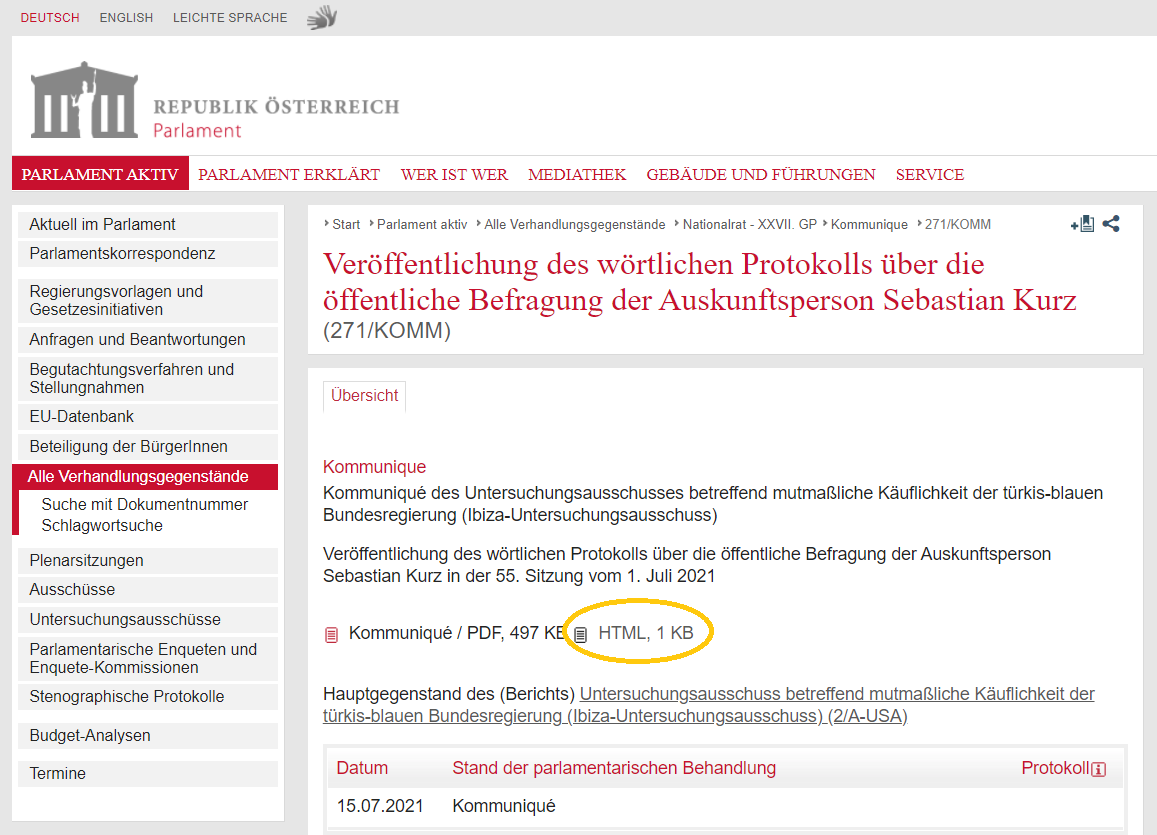 DEUTSCH ENGLISH LEICHTE SPRACHE
REPUBLIK ÖSTERREICH
Parlament
PARLAMENT AKTIV PARLAMENT ERKLÄRT WER IST WER MEDIATHEK GEBÄUDE UND FÜHRUNGEN SERVICE
Aktuell im Parlament
Parlamentskorrespondenz
Regierungsvorlagen und
Gesetzesinitiativen
Anfragen und Beantwortungen
Begutachtungsverfahren und
Stellungnahmen
EU-Datenbank
Beteiligung der BürgerInnen
Alle Verhandlungsgegenstände
Suche mit Dokumentnummer
Schlagwortsuche
Plenarsitzungen
Ausschüsse
Untersuchungsausschüsse
Parlamentarische Enqueten und
Enquete-Kommissionen
Stenographische Protokolle
Budget-Analysen
Termine
Start Parlament aktiv Alle Verhandlungsgegenstände Nationalrat - XXVII. GP Kommunique 271/KOMM
Veröffentlichung des wörtlichen Protokolls über die
öffentliche Befragung der Auskunftsperson Sebastian Kurz
(271/KOMM)
Übersicht
Kommunique
Kommuniqué des Untersuchungsausschusses betreffend mutmaßliche Käuflichkeit der türkis-blauen
Bundesregierung (Ibiza-Untersuchungsausschuss)
Veröffentlichung des wörtlichen Protokolls über die öffentliche Befragung der Auskunftsperson
Sebastian Kurz in der 55. Sitzung vom 1. Juli 2021
Kommuniqué / PDF, 497 KB HTML, 1 KB
Hauptgegenstand des (Berichts) Untersuchungsausschuss betreffend mutmaßliche Käuflichkeit der
türkis-blauen Bundesregierung (Ibiza-Untersuchungsausschuss) (2/A-USA)
Datum Stand der parlamentarischen Behandlung Protokoll
15.07.2021 Kommuniqué